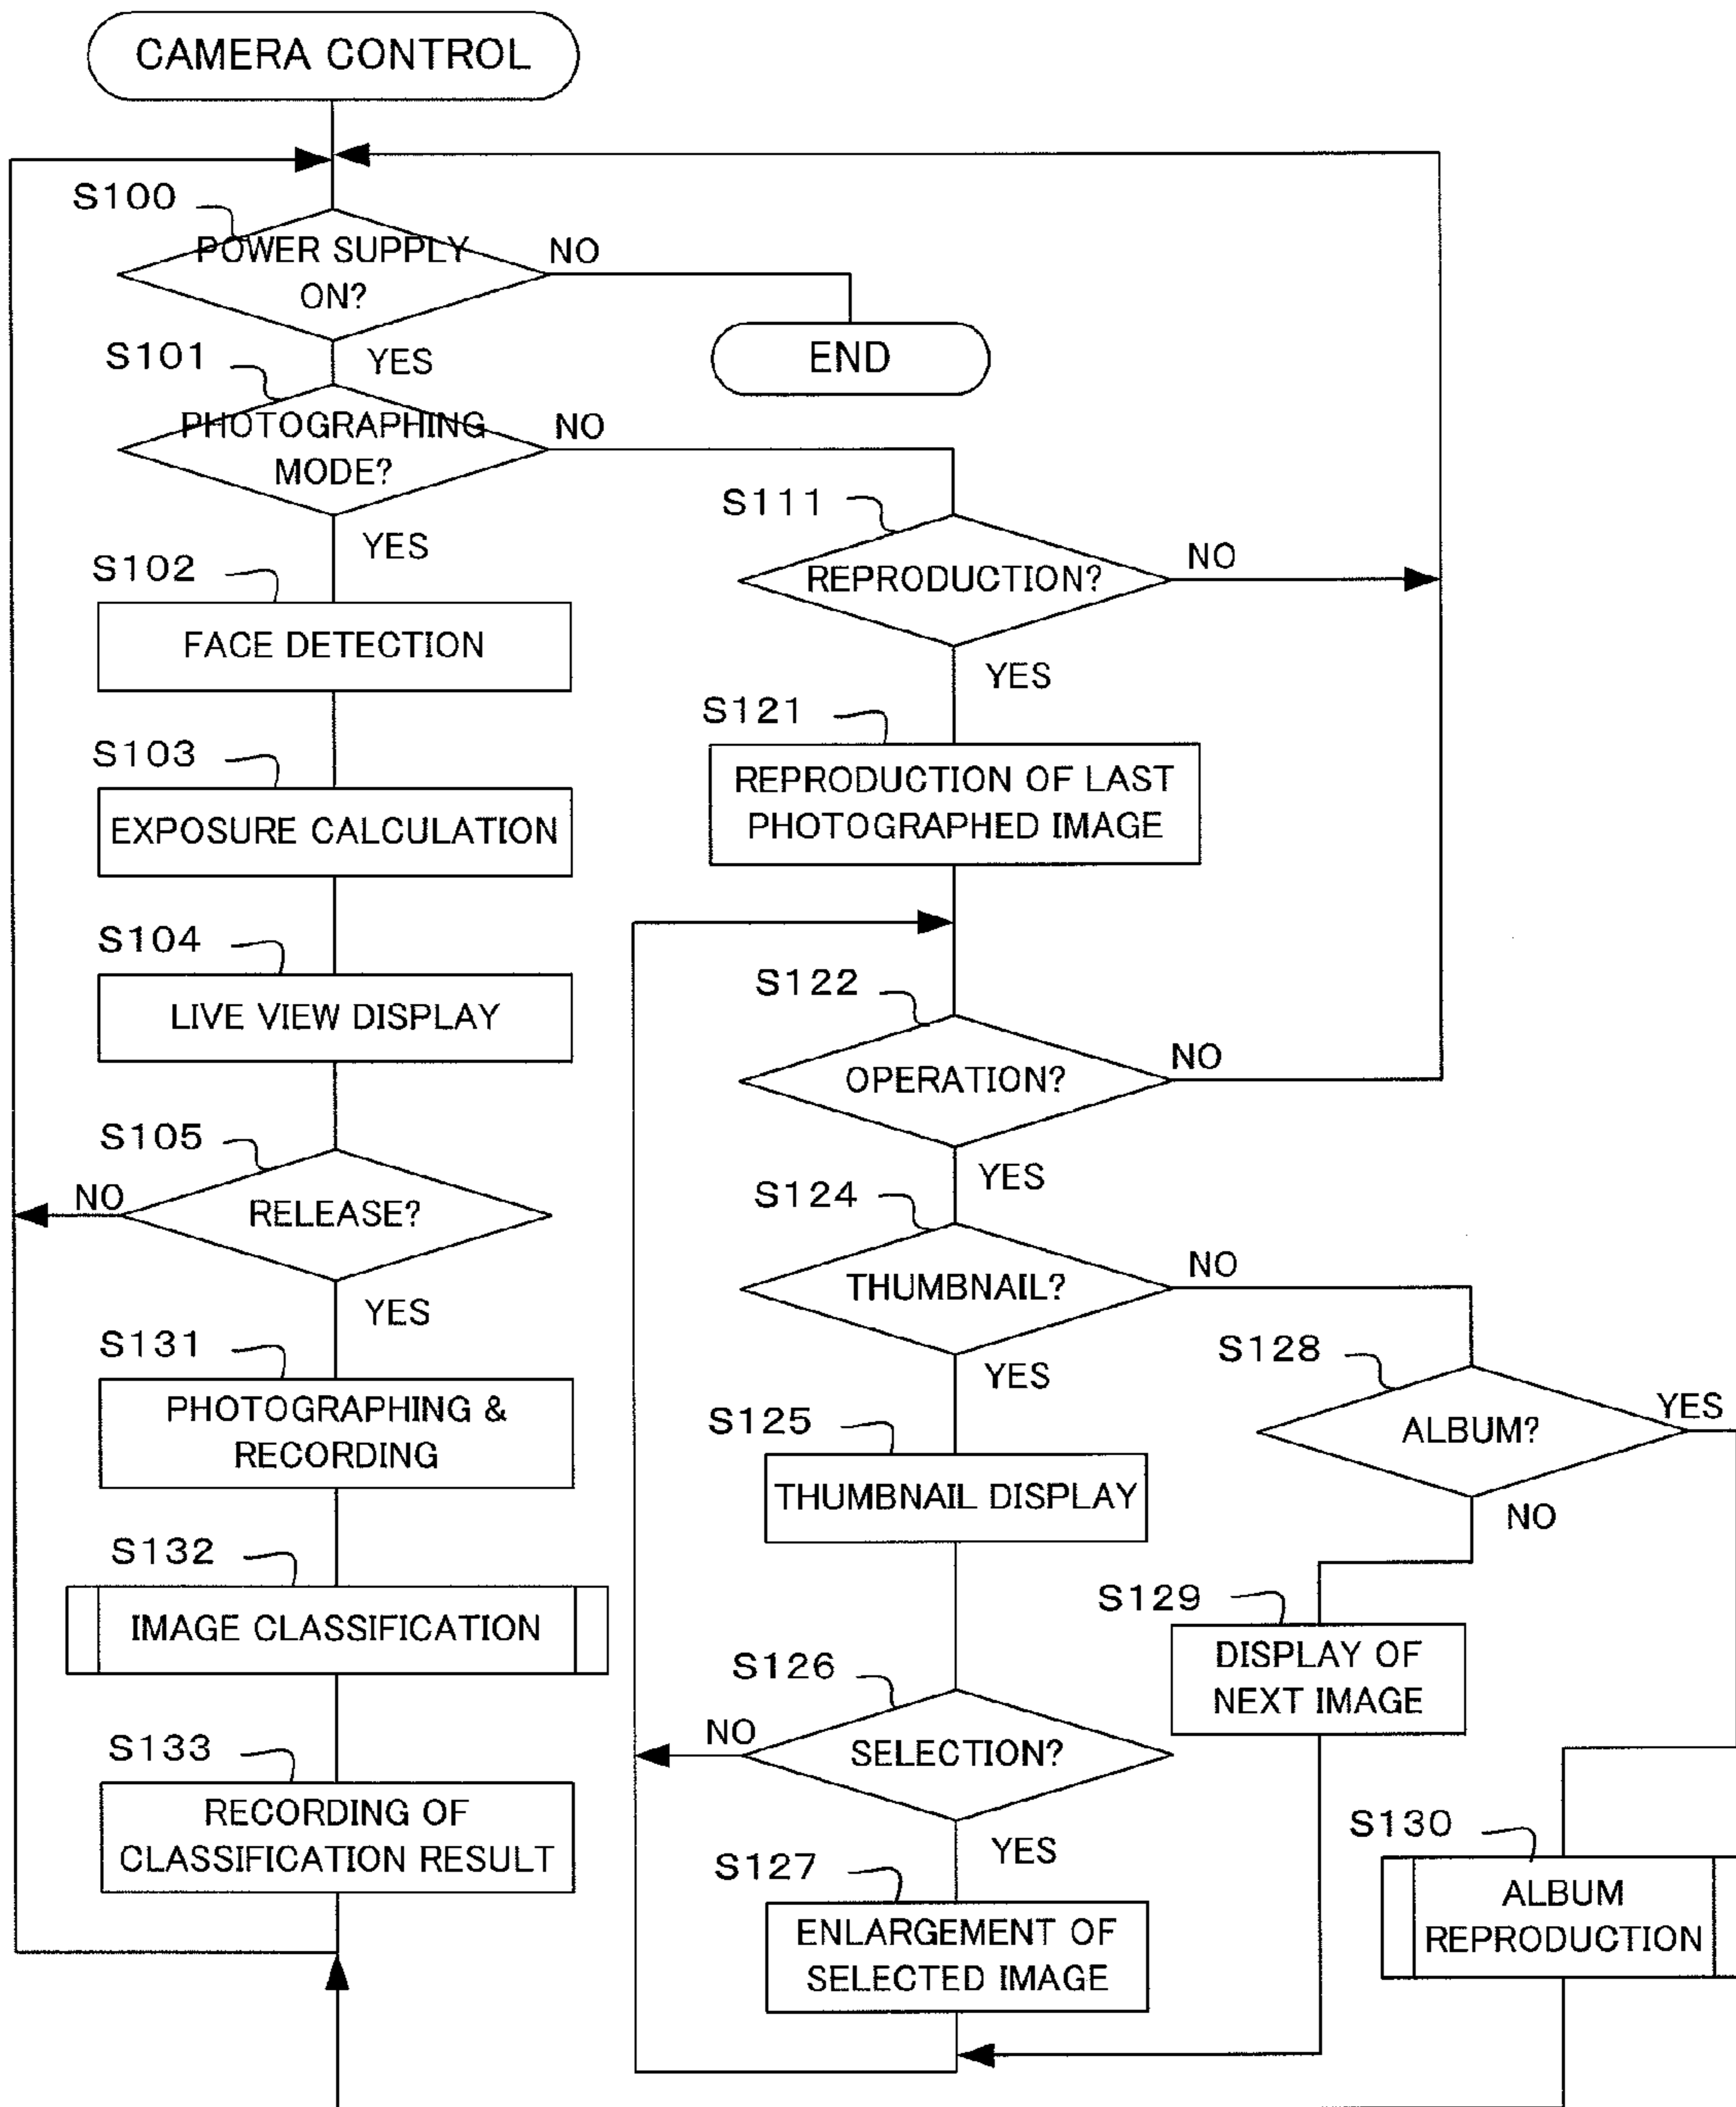 CAMERA CONTROL
S100
POWER SUPPLY
ON?
NO
END
YES
S101
PHOTOGRAPHING
MODE?
NO
YES
S102
FACE DETECTION
S103
EXPOSURE CALCULATION
S104
LIVE VIEW DISPLAY
S105
RELEASE?
NO
YES
S131
PHOTOGRAPHING &
RECORDING
S132
IMAGE CLASSIFICATION
S133
RECORDING OF
CLASSIFICATION RESULT
S111
REPRODUCTION?
NO
YES
S121
REPRODUCTION OF LAST
PHOTOGRAPHED IMAGE
S122
OPERATION?
NO
YES
S124
THUMBNAIL?
NO
YES
S125
THUMBNAIL DISPLAY
S126
SELECTION?
NO
YES
S127
ENLARGEMENT OF
SELECTED IMAGE
S128
ALBUM?
YES
NO
S129
DISPLAY OF
NEXT IMAGE
S130
ALBUM
REPRODUCTION